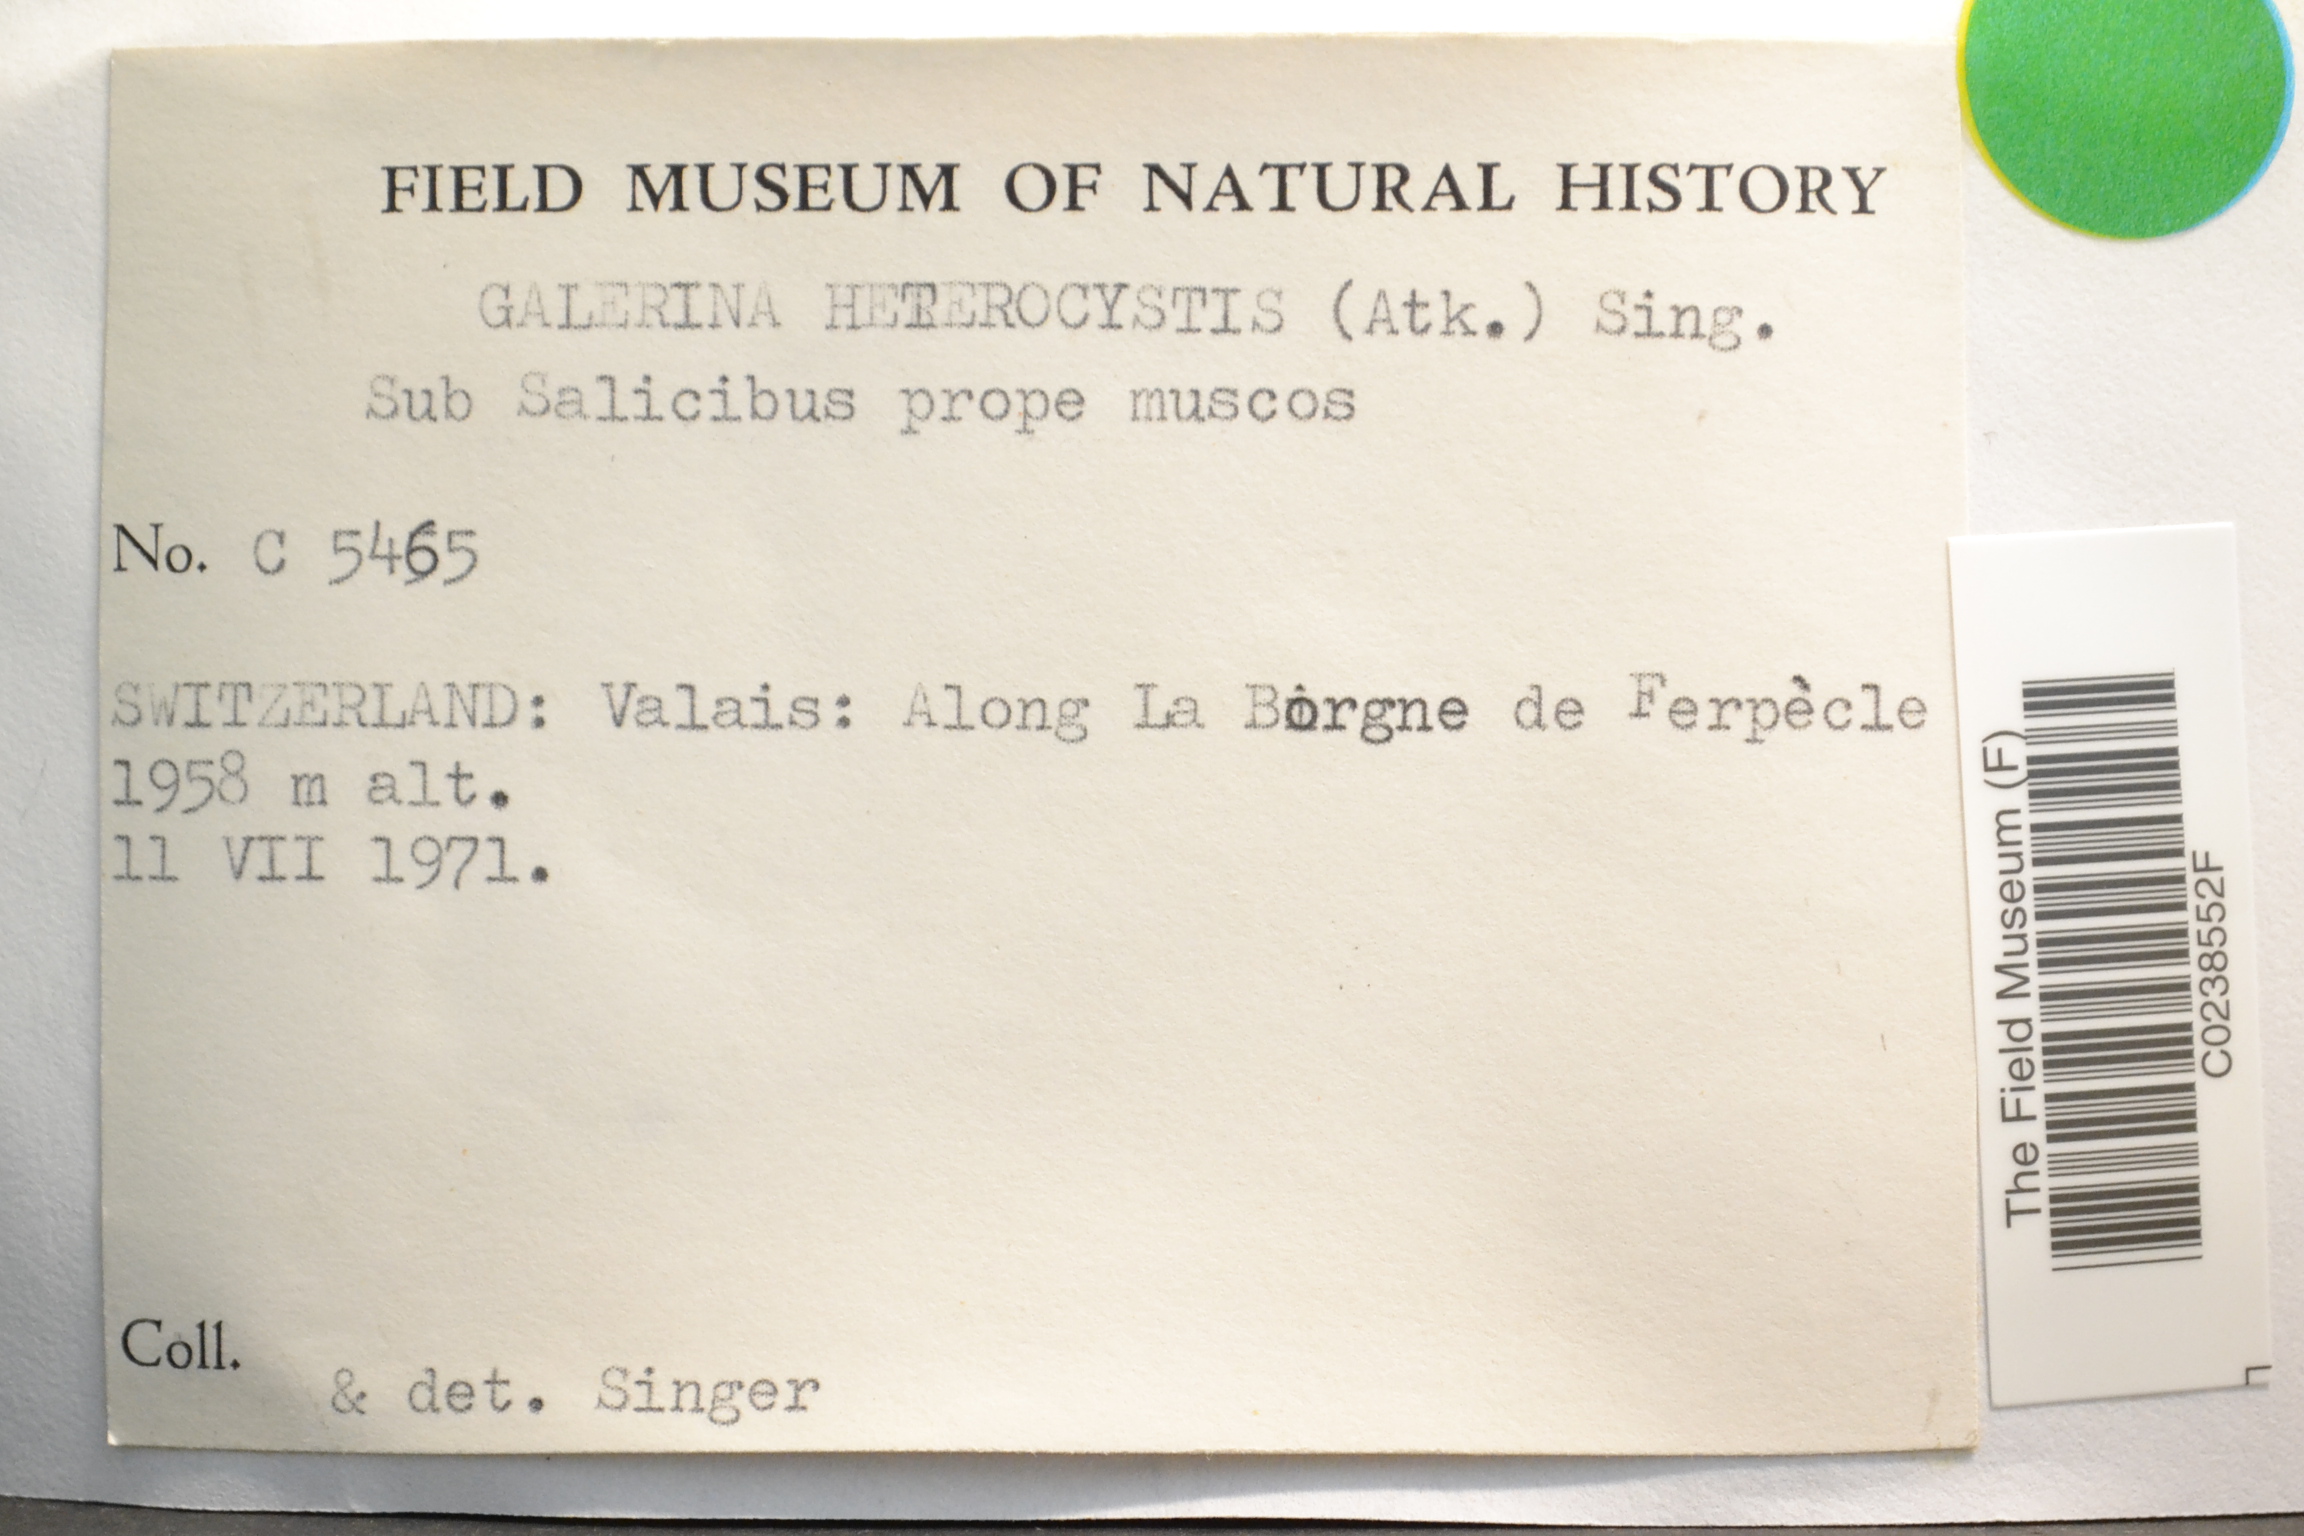 FIELD MUSEUM OF NATURAL HISTORY
GALERINA HETEROCYSTIS (Atk.) Sing.
Sub Salicibus prope muscos
No. C 5465
SWITZERLAND: Valais: Along La Borgne de Ferpècle
1958 m alt.
11 VII 1971.
Coll.
& det. Singer
The Field Museum (F)
C0238552F